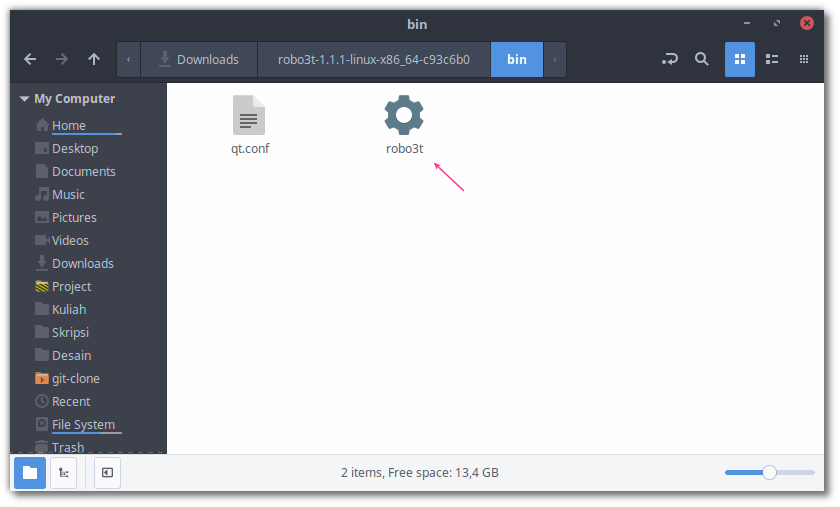 bin
Downloads
robo3t-1.1.1-linux-x86_64-c93c6b0
bin
My Computer
Home
Desktop
Documents
Music
Pictures
Videos
Downloads
Project
Kuliah
Skripsi
Desain
git-clone
Recent
File System
Trash
qt.conf
robo3t
2 items, Free space: 13,4 GB